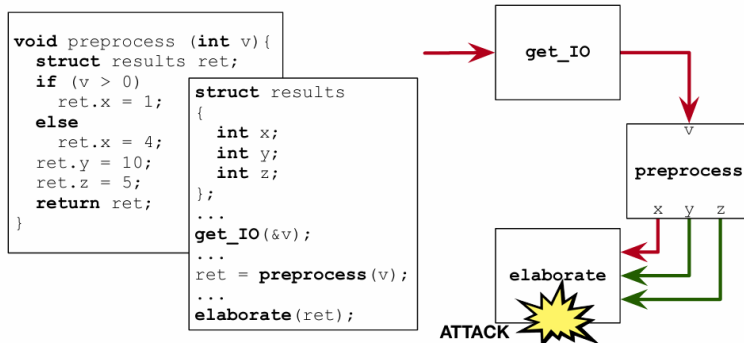 void preprocess (int v){
  struct results ret;
  if (v > 0)
    ret.x = 1;
  else
    ret.x = 4;
  ret.y = 10;
  ret.z = 5;
  return ret;
}
struct results
{
  int x;
  int y;
  int z;
};
...
get_IO(&v);
...
ret = preprocess(v);
...
elaborate(ret);
get_IO
v
preprocess
x y z
elaborate
ATTACK